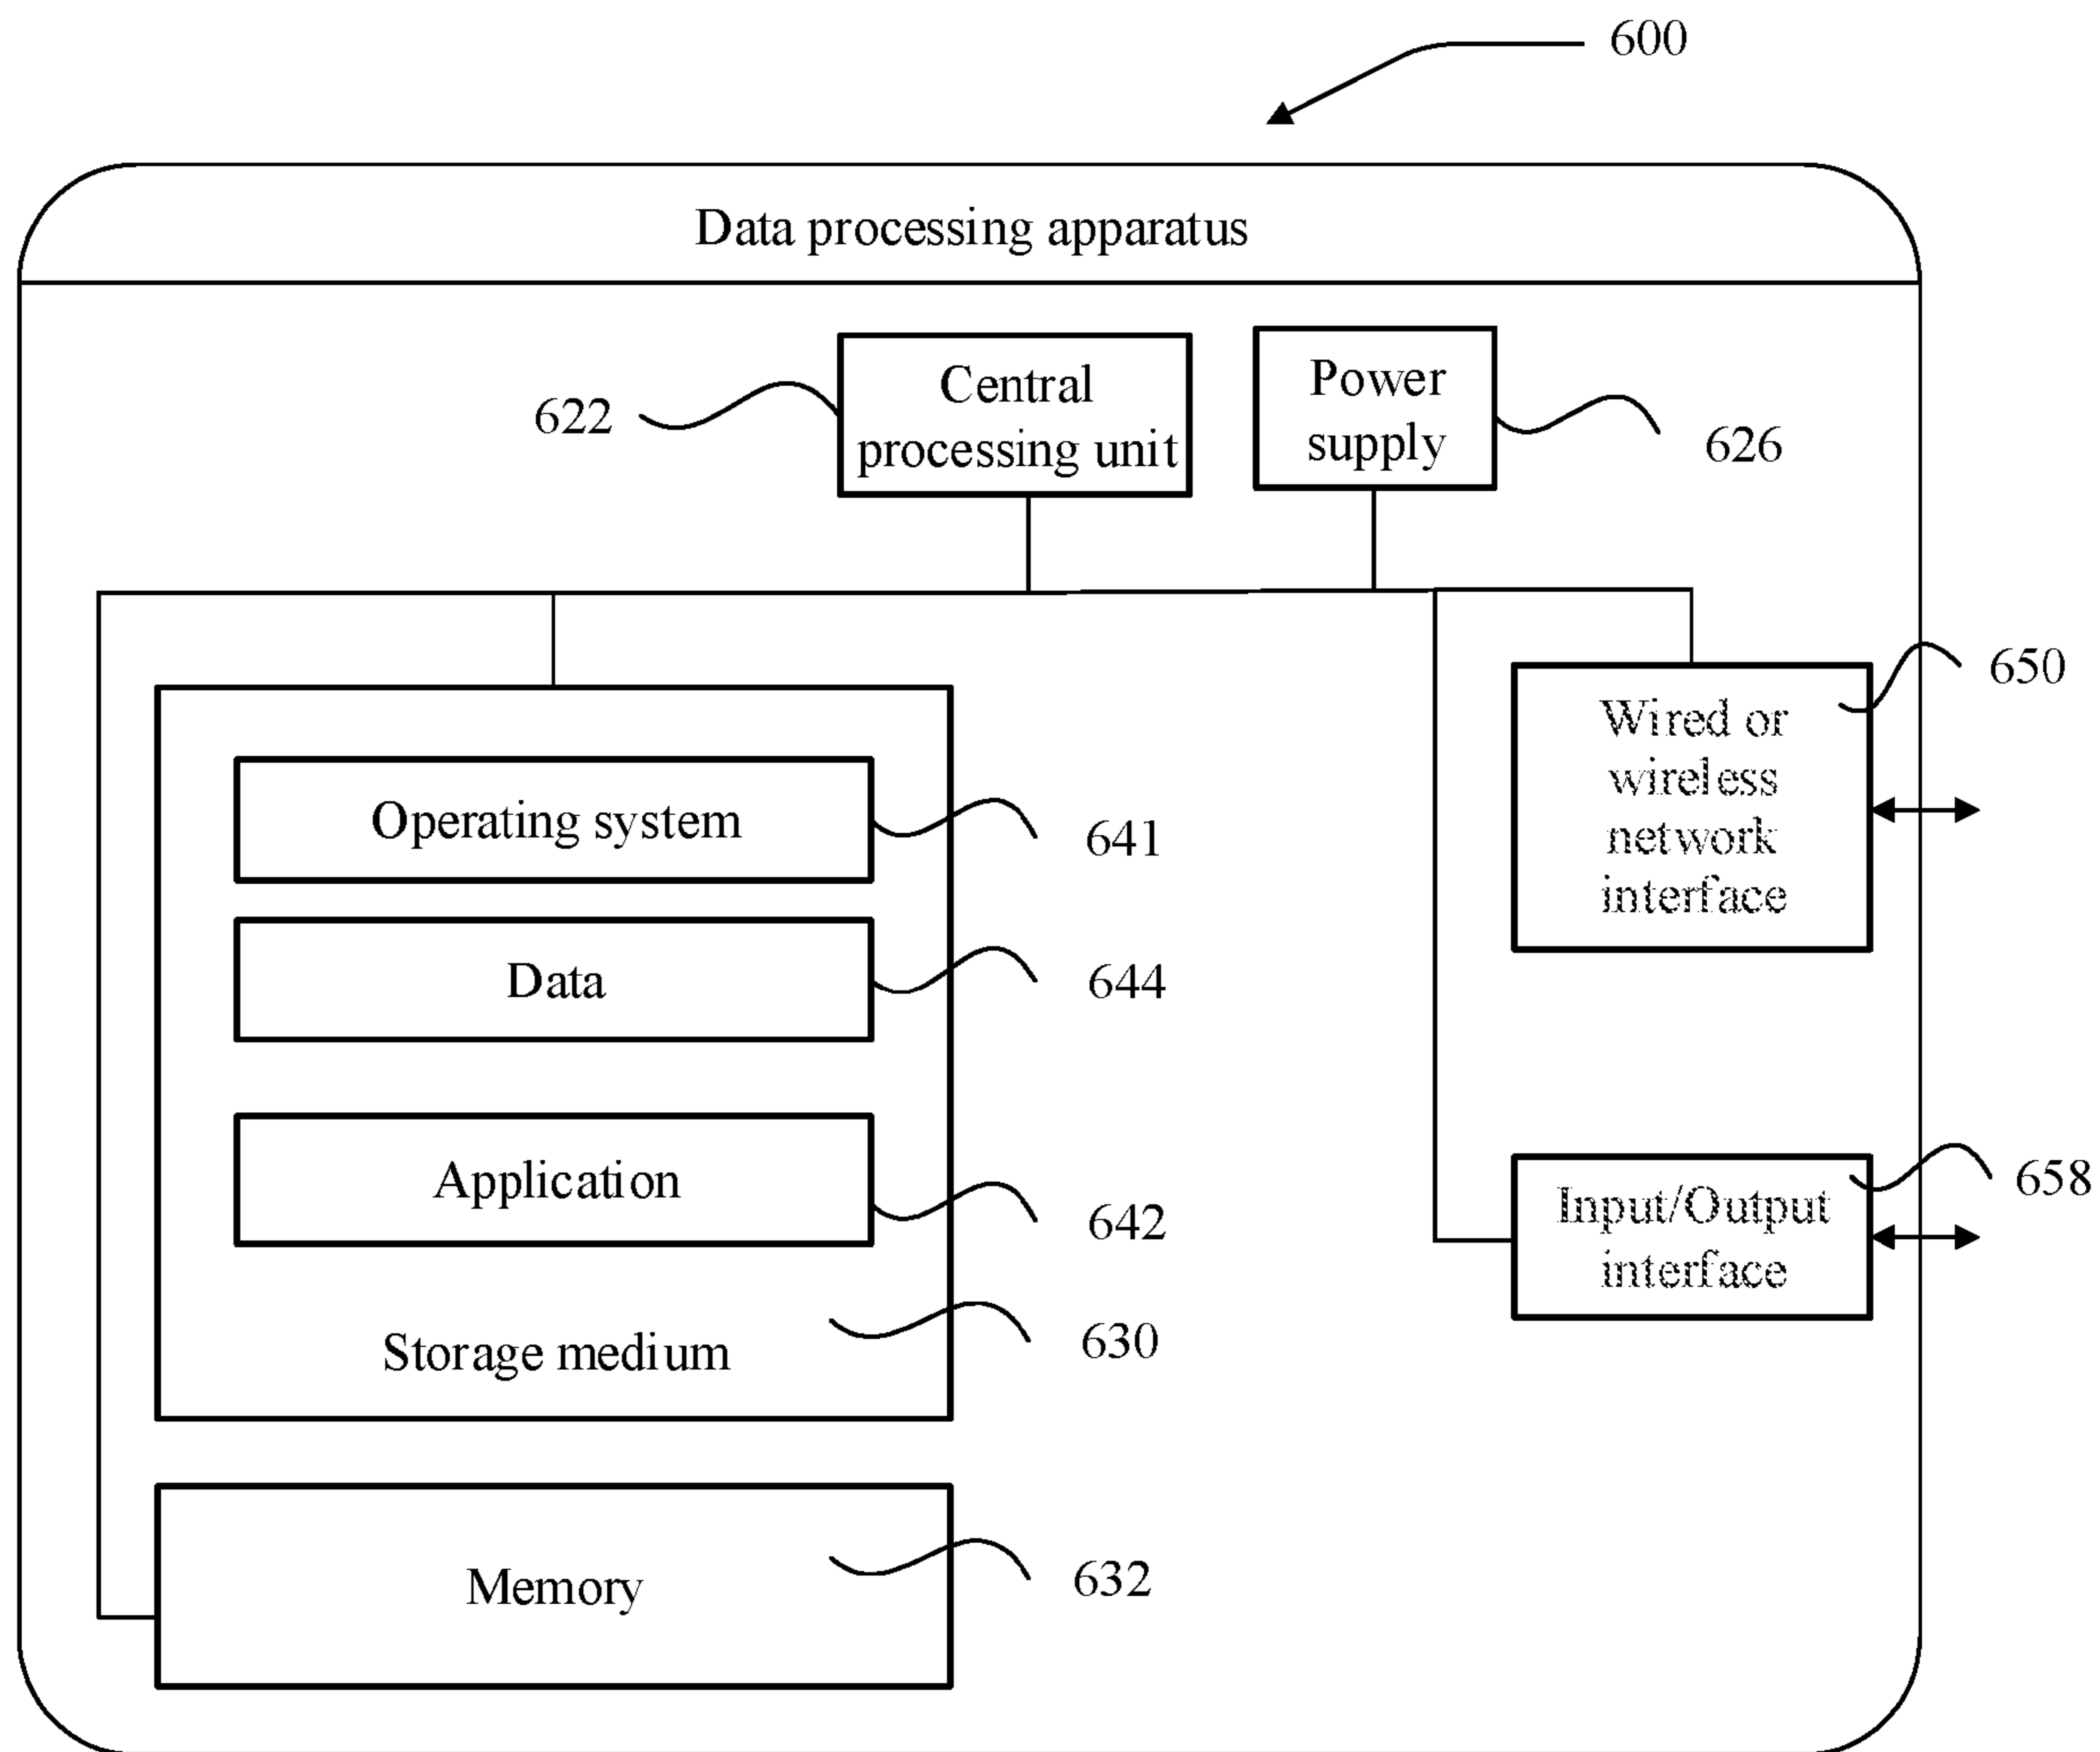 600
Data processing apparatus
Central
processing unit
622
Power
supply
626
650
Wired or
wireless
network
interface
Operating system
641
Data
644
Application
642
Storage medium
630
658
Input/Output
interface
Memory
632